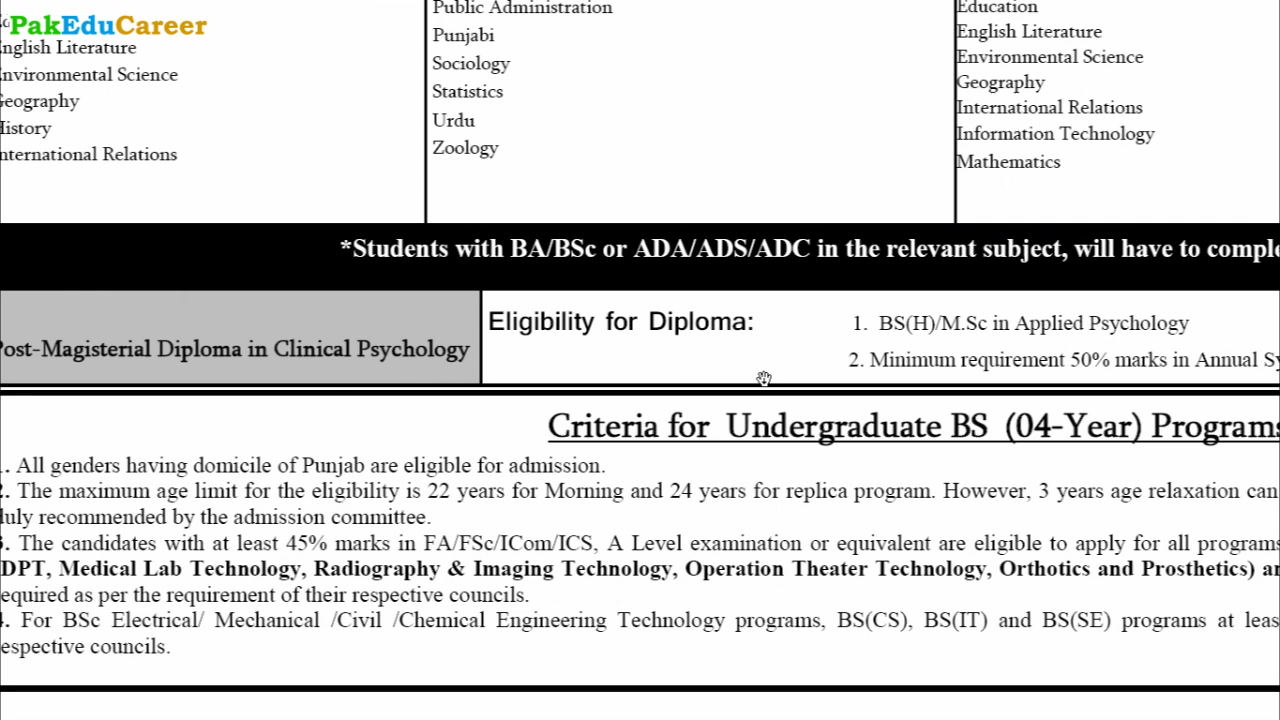 PakEduCareer
nglish Literature
nvironmental Science
eography
istory
nternational Relations
Public Administration
Punjabi
Sociology
Statistics
Urdu
Zoology
Education
English Literature
Environmental Science
Geography
International Relations
Information Technology
Mathematics
*Students with BA/BSc or ADA/ADS/ADC in the relevant subject, will have to comple
Post-Magisterial Diploma in Clinical Psychology
Eligibility for Diploma:
1. BS(H)/M.Sc in Applied Psychology
2. Minimum requirement 50% marks in Annual Sy
Criteria for Undergraduate BS (04-Year) Programs
. All genders having domicile of Punjab are eligible for admission.
. The maximum age limit for the eligibility is 22 years for Morning and 24 years for replica program. However, 3 years age relaxation can
duly recommended by the admission committee.
. The candidates with at least 45% marks in FA/FSc/ICom/ICS, A Level examination or equivalent are eligible to apply for all programs
DPT, Medical Lab Technology, Radiography & Imaging Technology, Operation Theater Technology, Orthotics and Prosthetics) ar
equired as per the requirement of their respective councils.
. For BSc Electrical/ Mechanical /Civil /Chemical Engineering Technology programs, BS(CS), BS(IT) and BS(SE) programs at leas
espective councils.